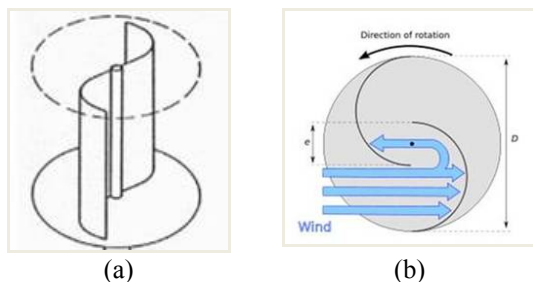 Direction of rotation
e
D
Wind
(a)
(b)